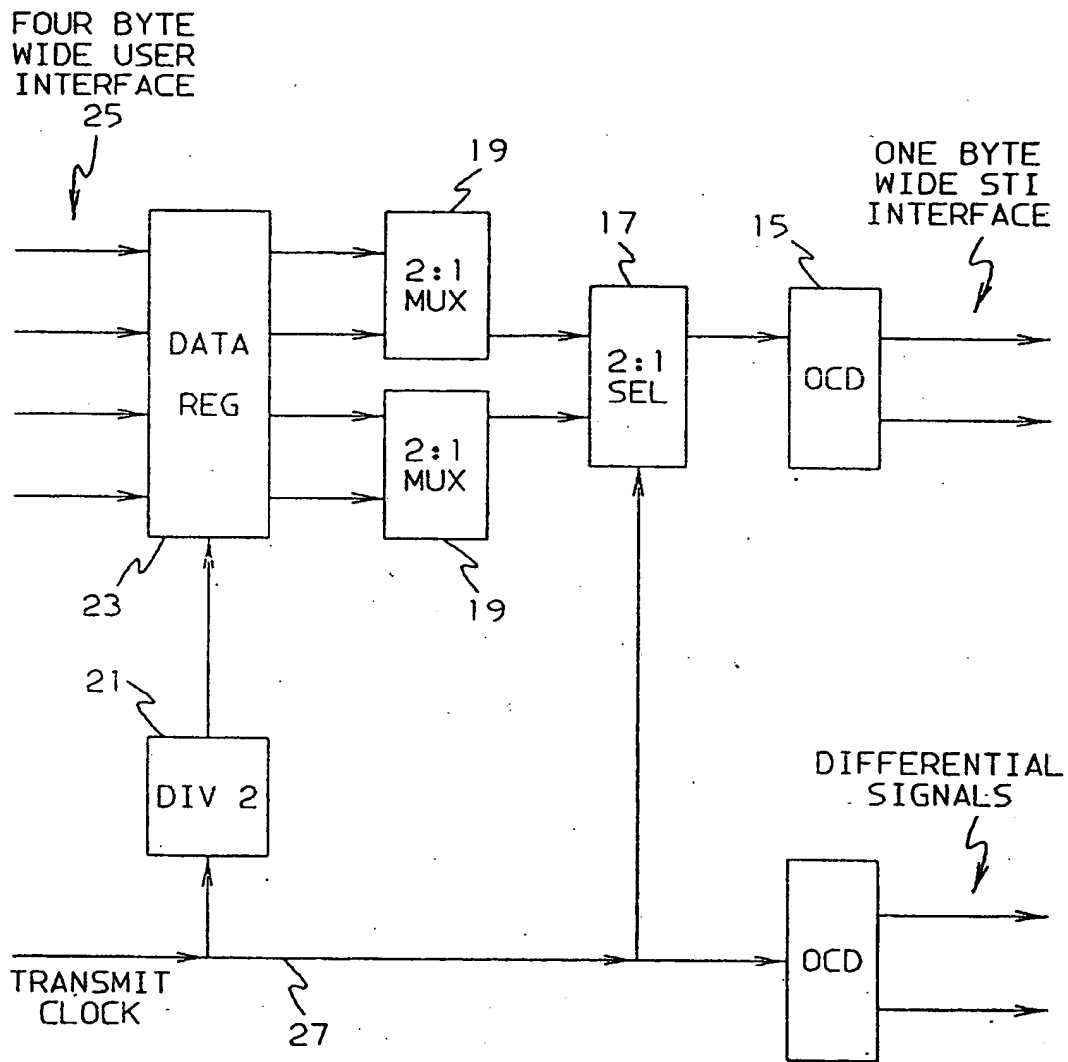 FOUR BYTE
WIDE USER
INTERFACE
25
19
ONE BYTE
WIDE STI
INTERFACE
17
15
2:1
MUX
DATA
REG
2:1
SEL
OCD
2:1
MUX
23
19
21
DIV 2
DIFFERENTIAL
SIGNALS
OCD
TRANSMIT
CLOCK
27